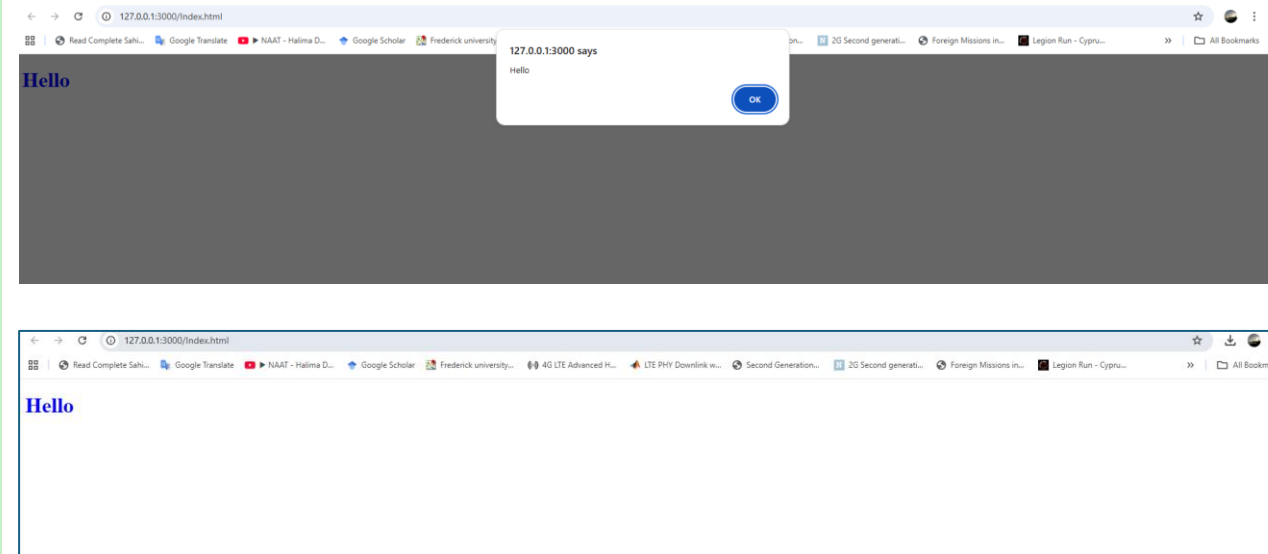 127.0.0.1:3000/Index.html
Read Complete Sahi... Google Translate NAAT - Halima D... Google Scholar Frederick university on... 2G Second generati... Foreign Missions in... Legion Run - Cypru... » All Bookmarks
127.0.0.1:3000 says
Hello
OK
Hello
127.0.0.1:3000/Index.html
Read Complete Sahi... Google Translate NAAT - Halima D... Google Scholar Frederick university... 4G LTE Advanced H... LTE PHY Downlink w... Second Generation... 2G Second generati... Foreign Missions in... Legion Run - Cypru... » All Bookm
Hello